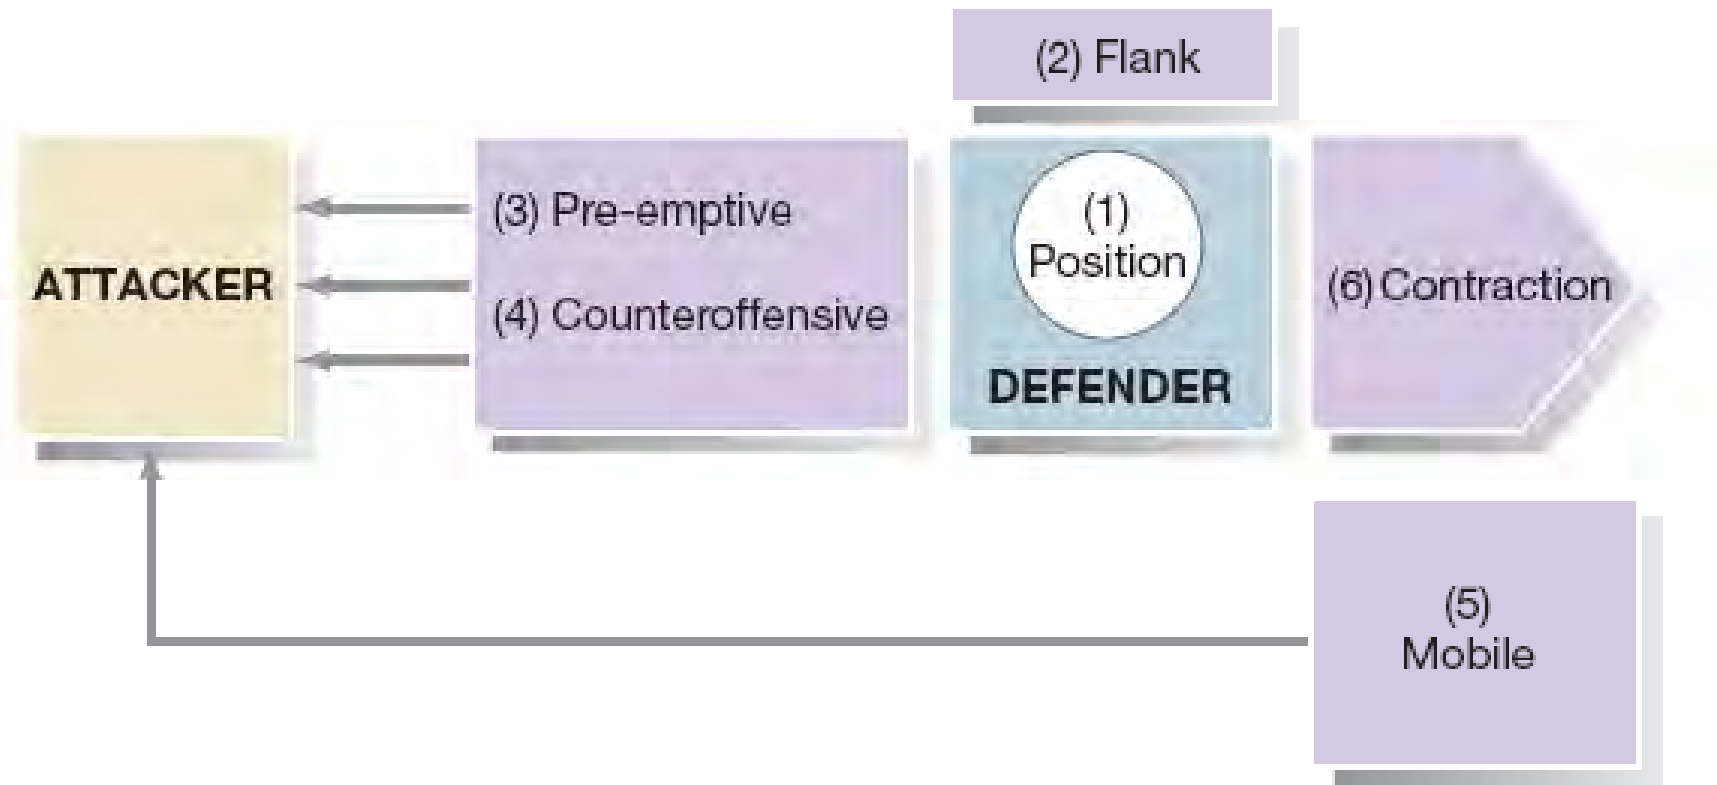 (2) Flank
ATTACKER
(3) Pre-emptive
(4) Counteroffensive
(1)
Position
DEFENDER
(6) Contraction
(5)
Mobile